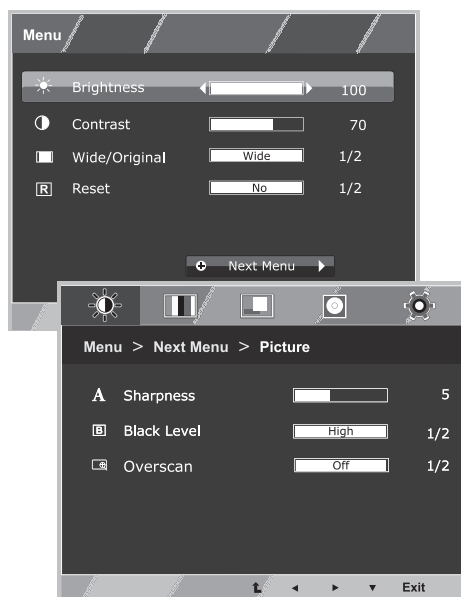 Menu
Brightness 100
Contrast 70
Wide/Original Wide 1/2
R Reset No 1/2
Next Menu
Menu > Next Menu > Picture
A Sharpness 5
B Black Level High 1/2
Overscan Off 1/2
Exit